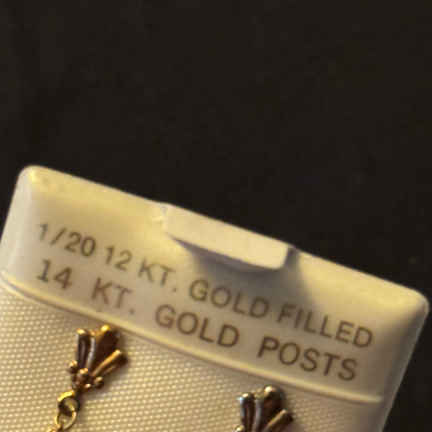 1/20 12 KT. GOLD FILLED
14 KT. GOLD POSTS